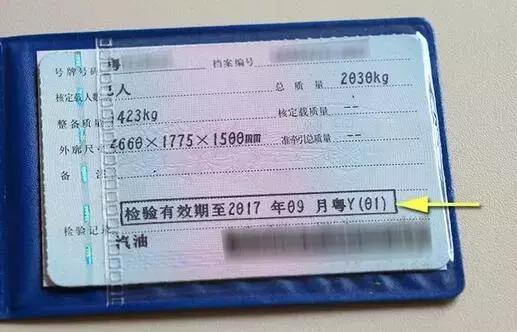 号牌号码 粤 档案编号
核定载人数 人 总质量 2030kg
整备质量 1423kg 核定载质量 --
外廓尺寸 4660×1775×1500mm 准牵引总质量 --
备 注
检验有效期至2017 年09 月粤Y(01)
检验记录
汽油